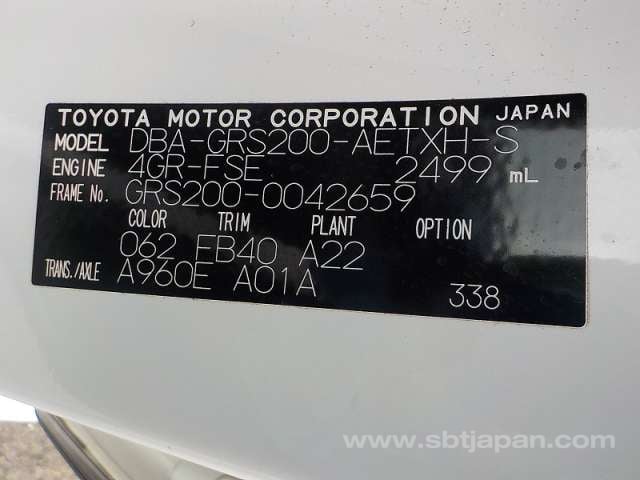 TOYOTA MOTOR CORPORATION JAPAN
MODEL DBA-GRS200-AETXH-S
ENGINE 4GR-FSE 2499 mL
FRAME No. GRS200-0042659
COLOR TRIM PLANT OPTION
062 FB40 A22
TRANS./AXLE A960E A01A
338
www.sbtjapan.com